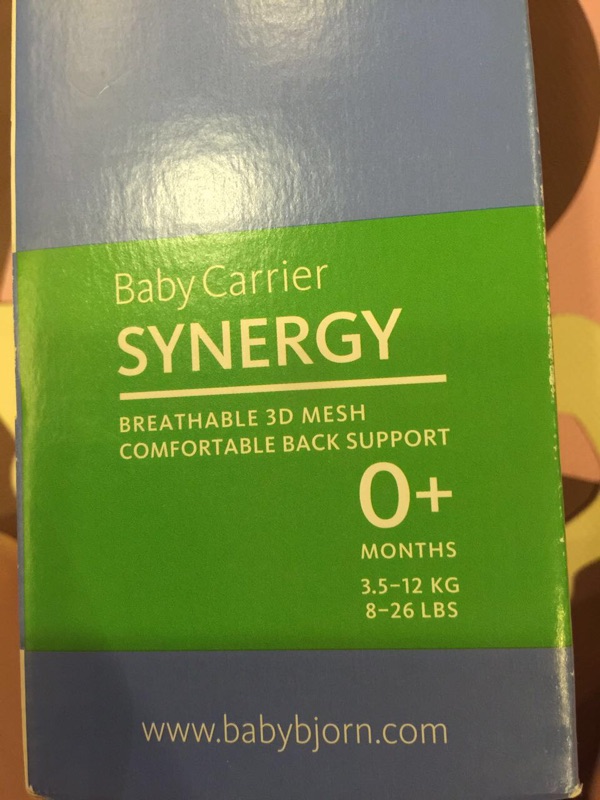 Baby Carrier
SYNERGY
BREATHABLE 3D MESH
COMFORTABLE BACK SUPPORT
0+
MONTHS
3.5-12 KG
8-26 LBS
www.babybjorn.com